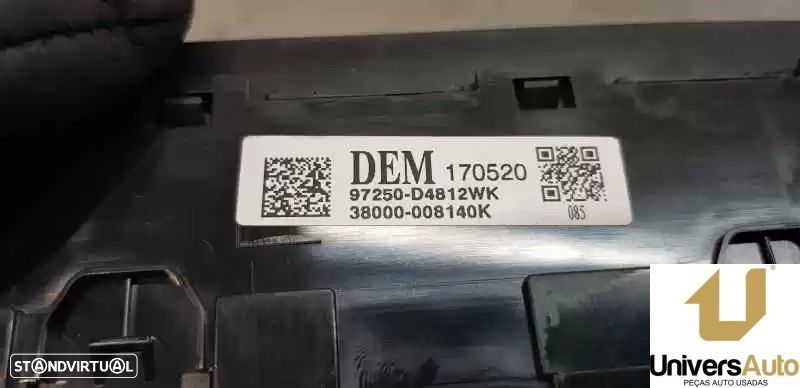 DEM 170520
97250-D4812WK
38000-008140K
085
STANDVIRTUAL
UniversAuto
PEÇAS AUTO USADAS